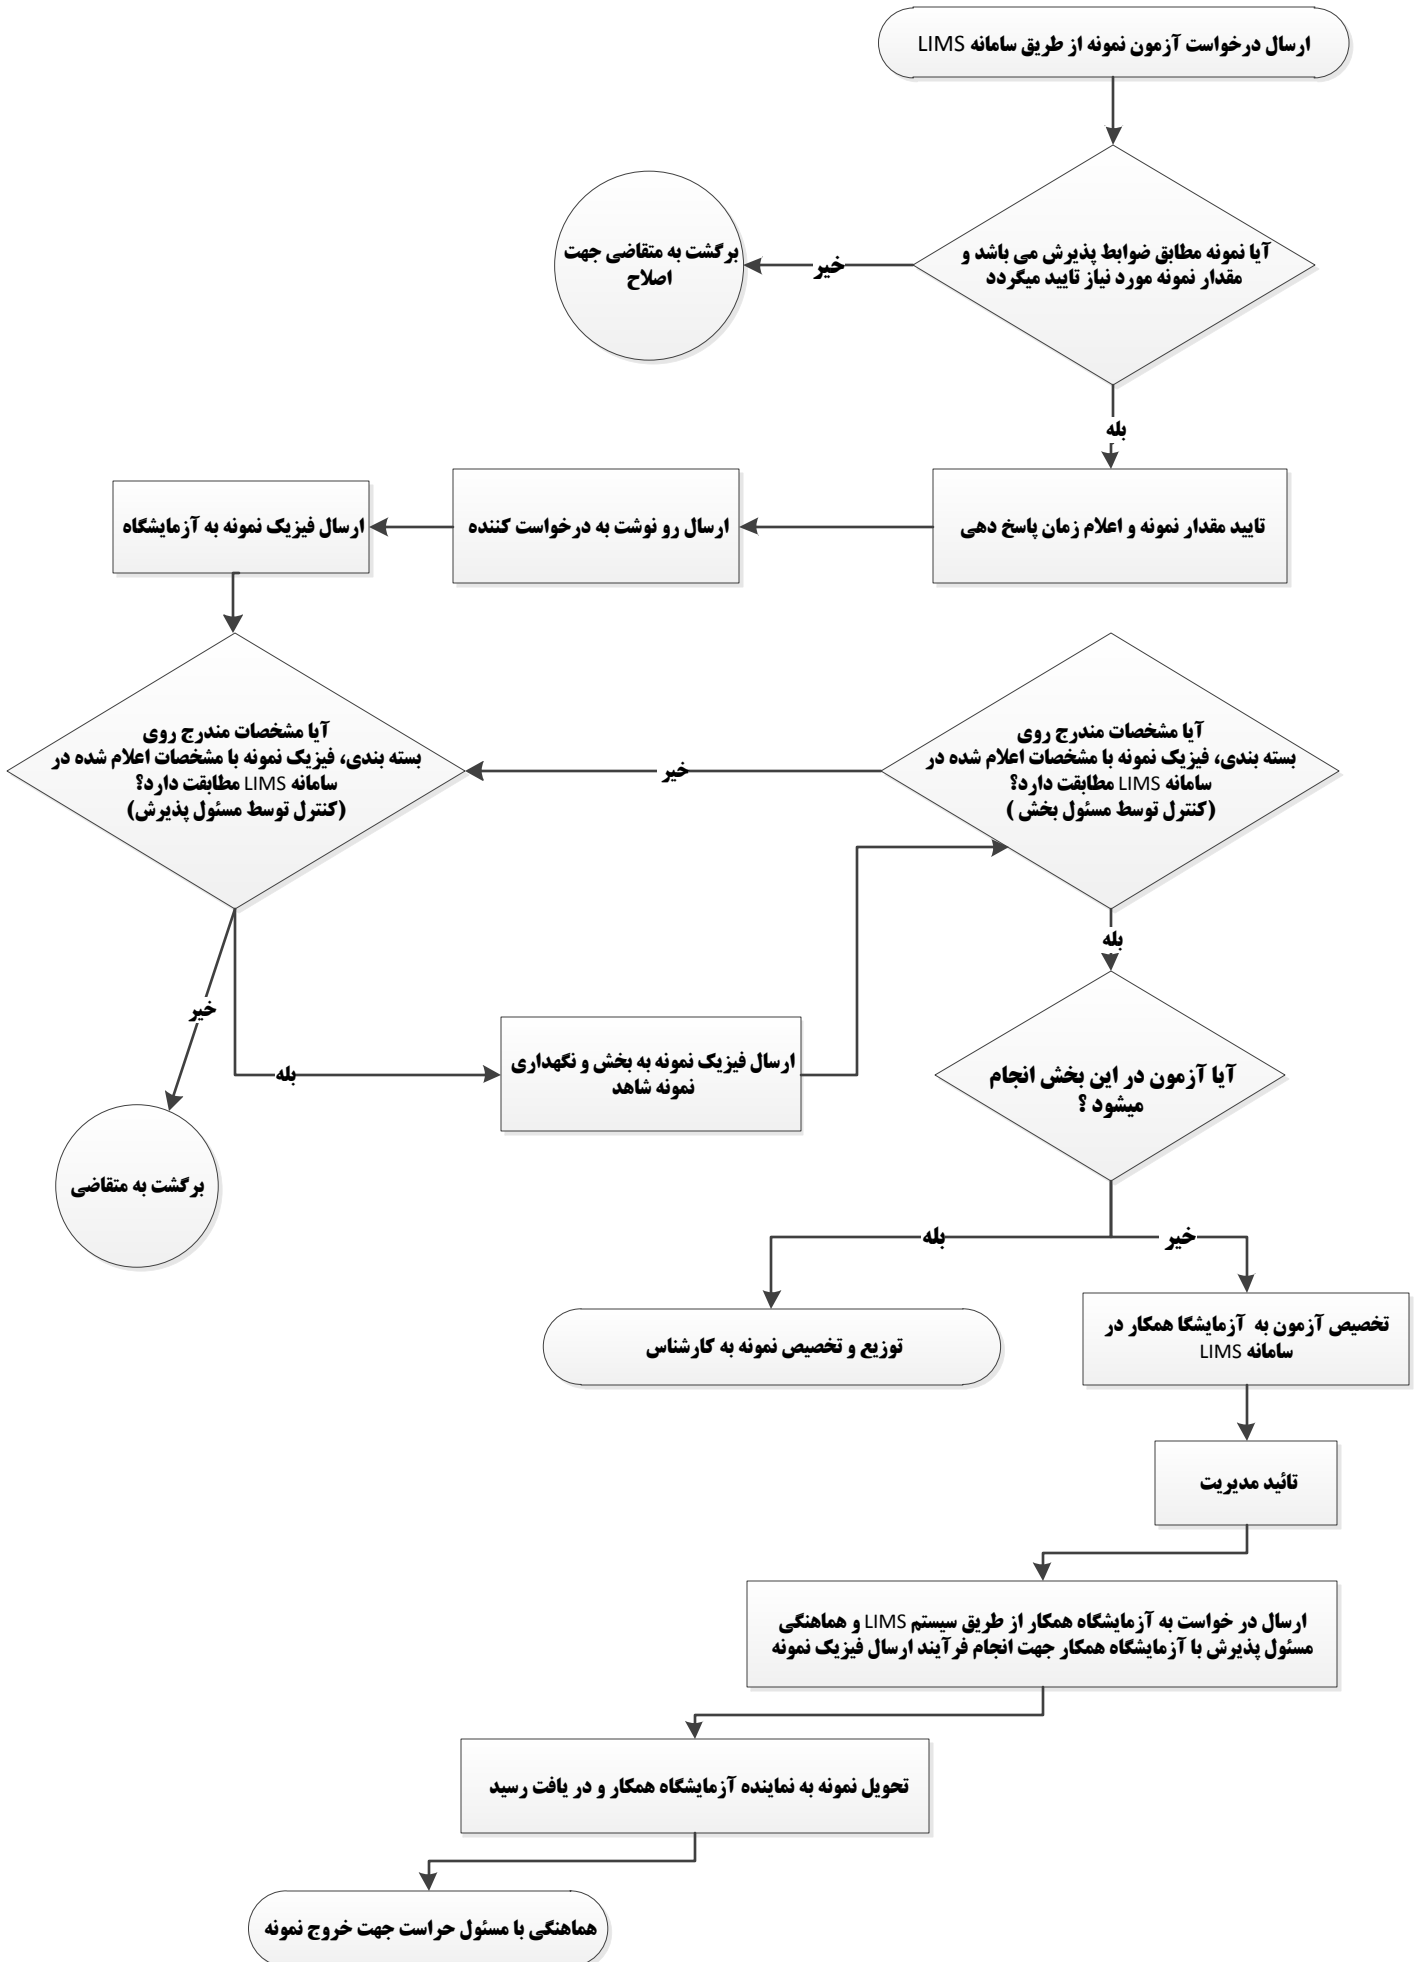 ارسال درخواست آزمون نمونه از طریق سامانه LIMS
آیا نمونه مطابق ضوابط پذیرش می باشد و
مقدار نمونه مورد نیاز تایید میگردد
خیر
برگشت به متقاضی جهت
اصلاح
بله
تایید مقدار نمونه و اعلام زمان پاسخ دهی
ارسال رو نوشت به درخواست کننده
ارسال فیزیک نمونه به آزمایشگاه
آیا مشخصات مندرج روی
بسته بندی، فیزیک نمونه با مشخصات اعلام شده در
سامانه LIMS مطابقت دارد؟
(کنترل توسط مسئول پذیرش)
خیر
برگشت به متقاضی
بله
ارسال فیزیک نمونه به بخش و نگهداری
نمونه شاهد
آیا مشخصات مندرج روی
بسته بندی، فیزیک نمونه با مشخصات اعلام شده در
سامانه LIMS مطابقت دارد؟
(کنترل توسط مسئول بخش )
خیر
بله
آیا آزمون در این بخش انجام
میشود ؟
بله
خیر
توزیع و تخصیص نمونه به کارشناس
تخصیص آزمون به آزمایشگا همکار در
سامانه LIMS
تائید مدیریت
ارسال در خواست به آزمایشگاه همکار از طریق سیستم LIMS و هماهنگی
مسئول پذیرش با آزمایشگاه همکار جهت انجام فرآیند ارسال فیزیک نمونه
تحویل نمونه به نماینده آزمایشگاه همکار و در یافت رسید
هماهنگی با مسئول حراست جهت خروج نمونه